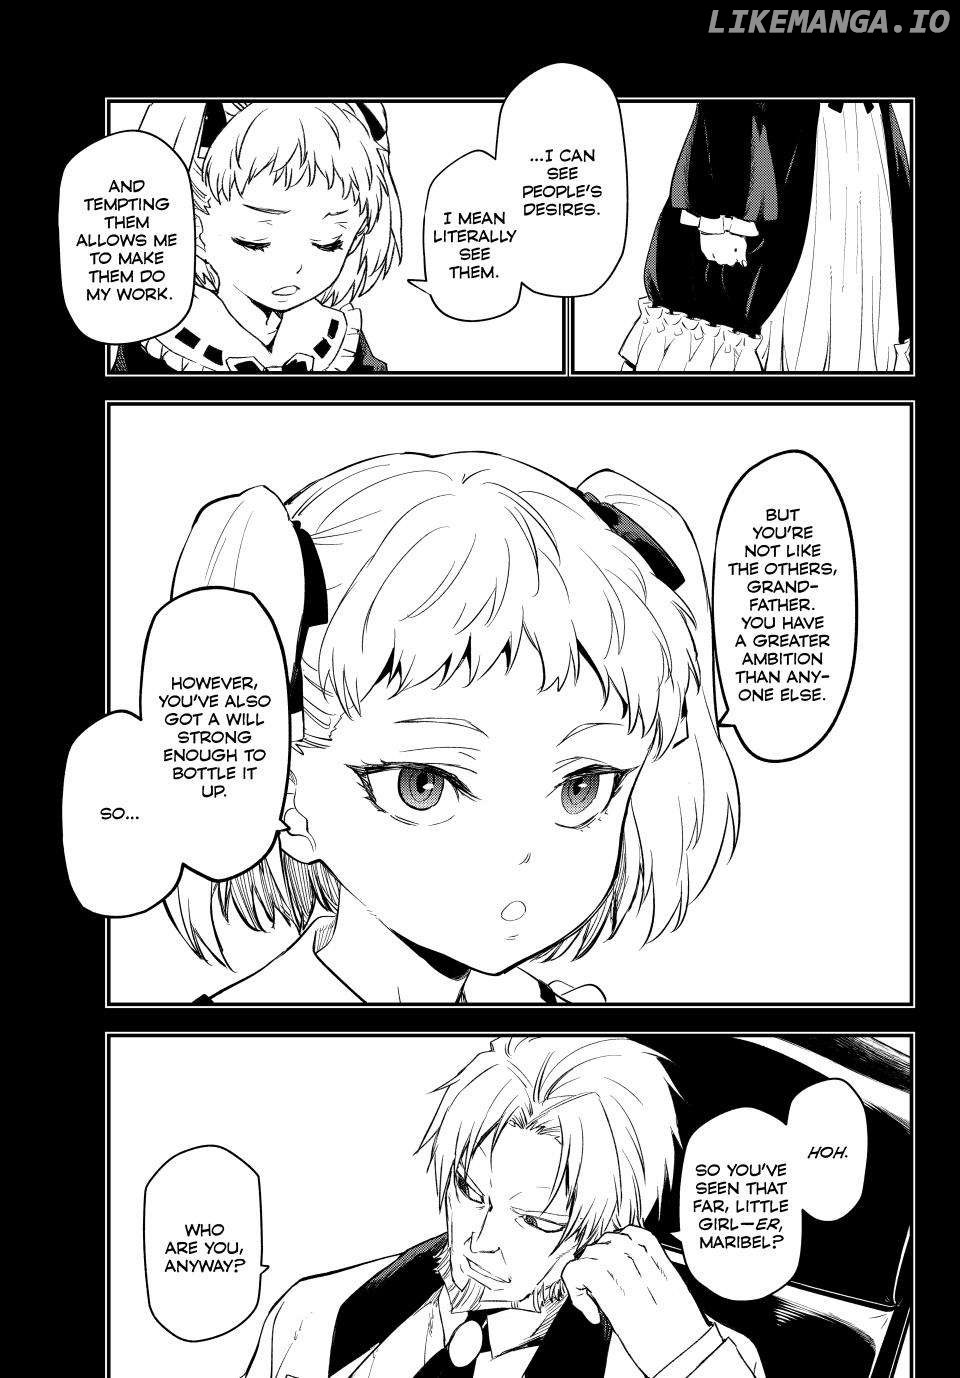 LIKEMANGA.IO
...I CAN
SEE
PEOPLE'S
DESIRES.
I MEAN
LITERALLY
SEE
THEM.
AND
TEMPTING
THEM
ALLOWS ME
TO MAKE
THEM DO
MY WORK.
BUT
YOU'RE
NOT LIKE
THE OTHERS,
GRAND-
FATHER.
YOU HAVE
A GREATER
AMBITION
THAN ANY-
ONE ELSE.
HOWEVER,
YOU'VE ALSO
GOT A WILL
STRONG
ENOUGH TO
BOTTLE IT
UP.
SO...
HOH.
SO YOU'VE
SEEN THAT
FAR, LITTLE
GIRL—ER,
MARIBEL?
WHO
ARE YOU,
ANYWAY?